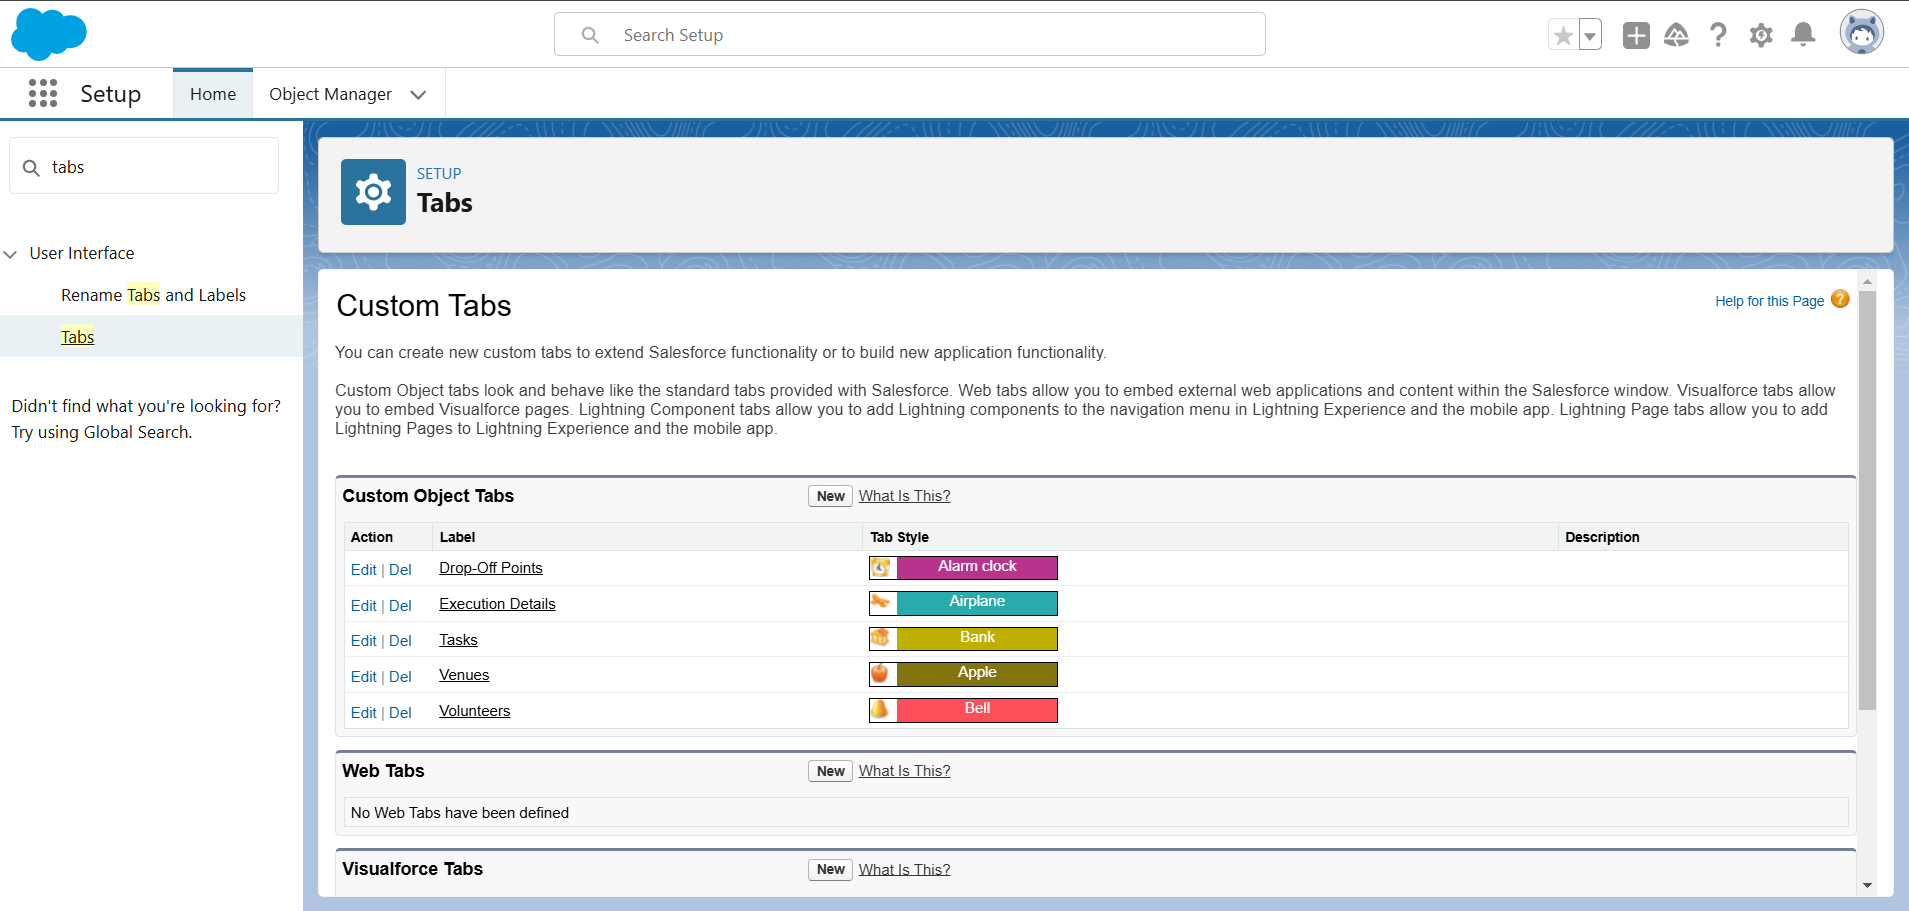 Search Setup
Setup
Home
Object Manager
tabs
User Interface
Rename Tabs and Labels
Tabs
Didn't find what you're looking for?
Try using Global Search.
SETUP
Tabs
Custom Tabs
Help for this Page ?
You can create new custom tabs to extend Salesforce functionality or to build new application functionality.
Custom Object tabs look and behave like the standard tabs provided with Salesforce. Web tabs allow you to embed external web applications and content within the Salesforce window. Visualforce tabs allow
you to embed Visualforce pages. Lightning Component tabs allow you to add Lightning components to the navigation menu in Lightning Experience and the mobile app. Lightning Page tabs allow you to add
Lightning Pages to Lightning Experience and the mobile app.
Custom Object Tabs New What Is This?
Action Label Tab Style Description
Edit | Del Drop-Off Points Alarm clock
Edit | Del Execution Details Airplane
Edit | Del Tasks Bank
Edit | Del Venues Apple
Edit | Del Volunteers Bell
Web Tabs New What Is This?
No Web Tabs have been defined
Visualforce Tabs New What Is This?